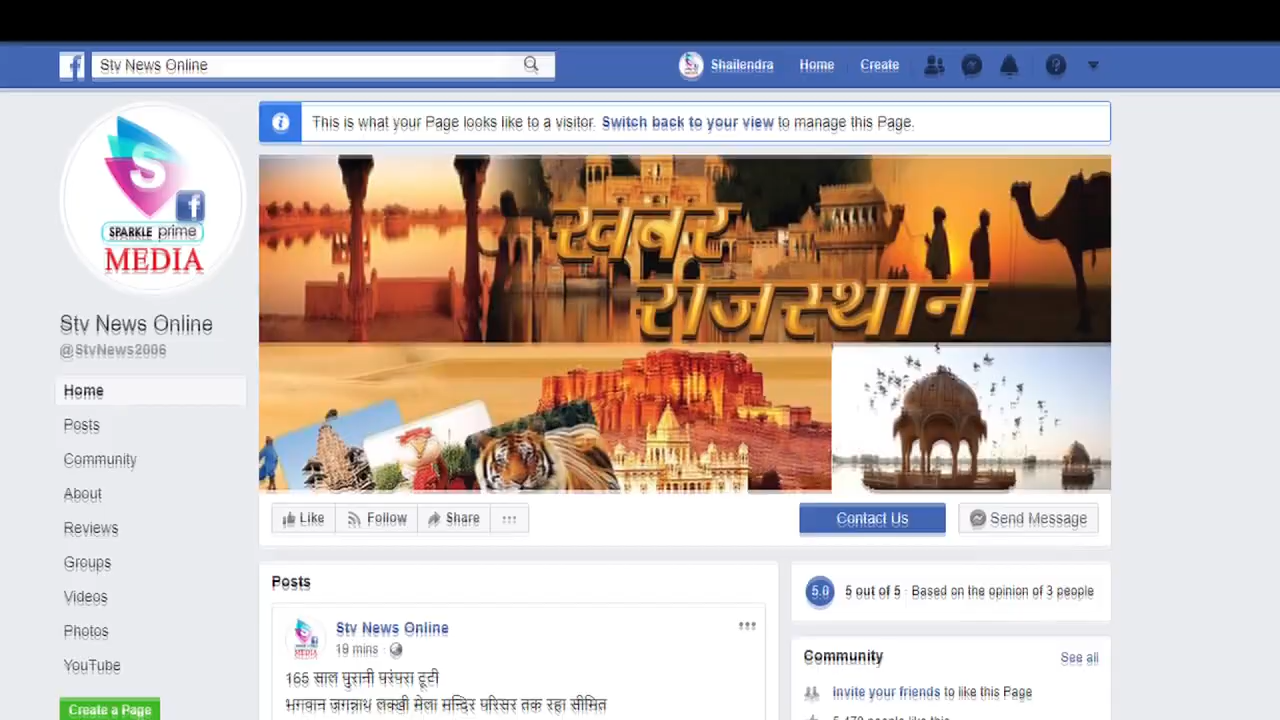 Stv News Online
Shailendra
Home
Create
This is what your Page looks like to a visitor. Switch back to your view to manage this Page.
S
f
SPARKLE prime
MEDIA
खबर
राजस्थान
Stv News Online
@StvNews2006
Home
Posts
Community
About
Reviews
Groups
Videos
Photos
YouTube
Create a Page
Like
Follow
Share
Contact Us
Send Message
Posts
Stv News Online
19 mins
165 साल पुरानी परंपरा टूटी
भगवान जगन्नाथ लक्खी मेला मन्दिर परिसर तक रहा सीमित
5.0
5 out of 5 · Based on the opinion of 3 people
Community
See all
Invite your friends to like this Page